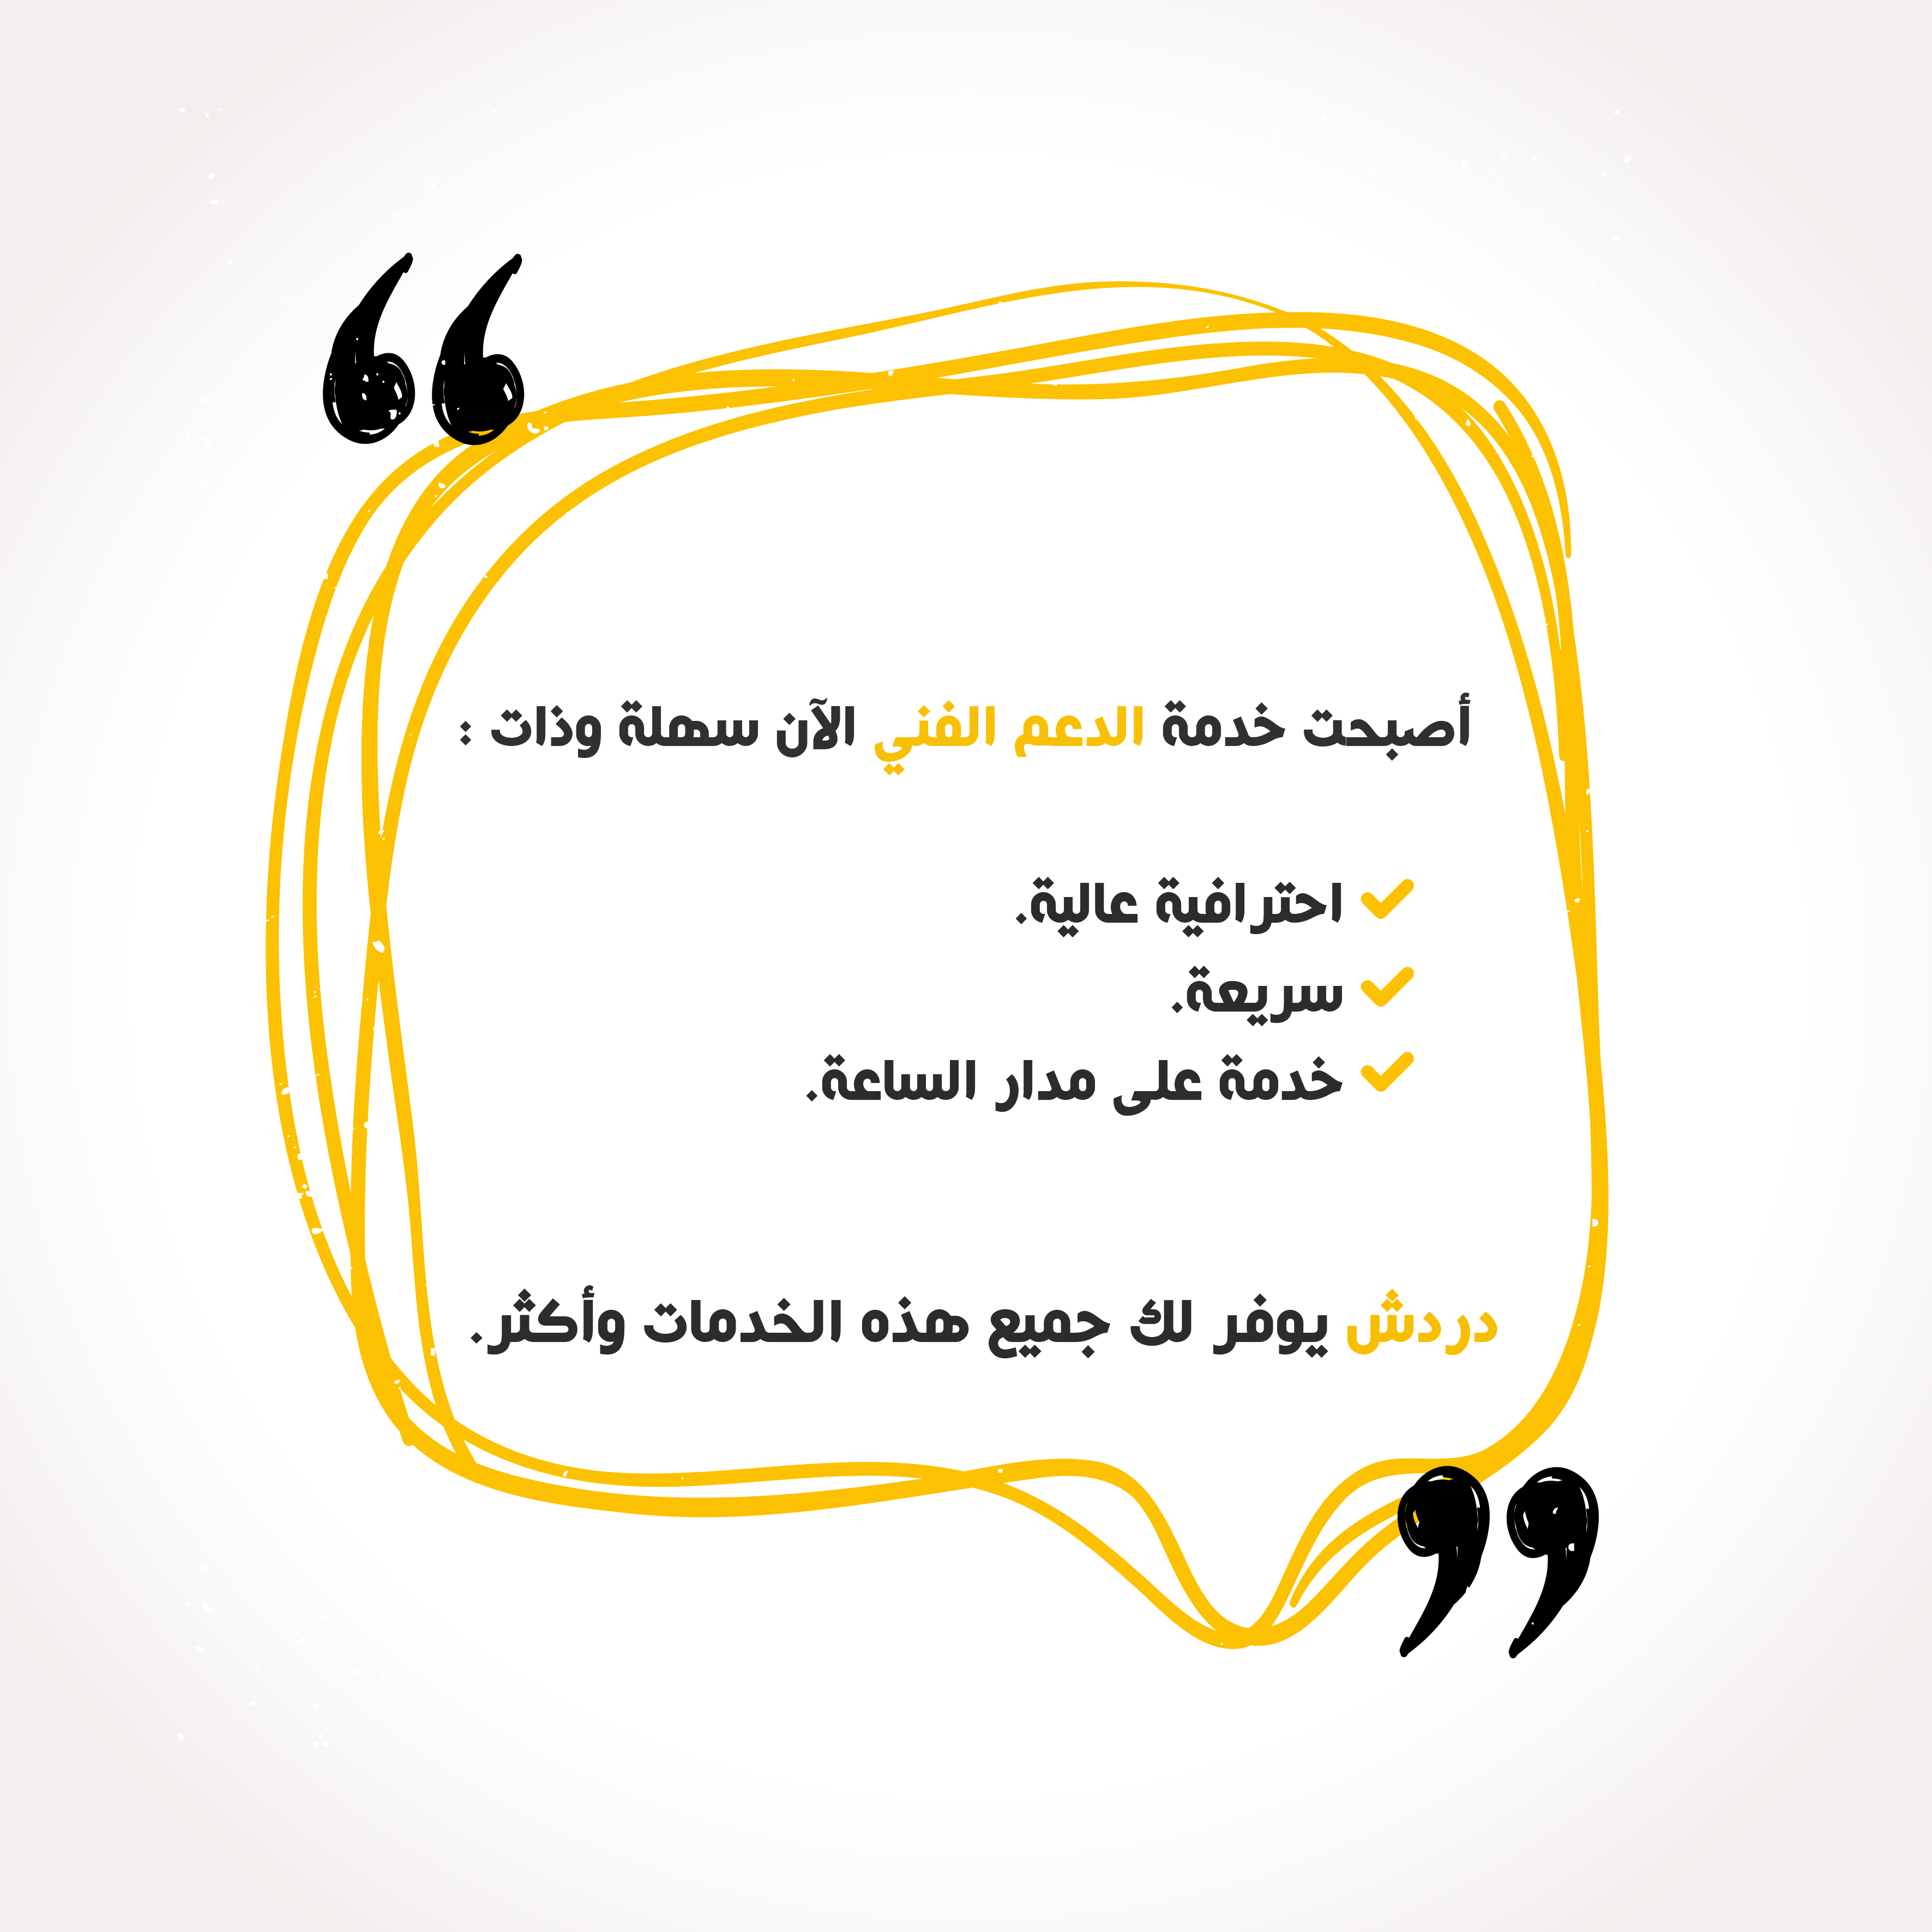 أصبحت خدمة الدعم الفني الآن سهلة وذات :
احترافية عالية.
سريعة.
خدمة على مدار الساعة.
دردش يوفر لك جميع هذه الخدمات وأكثر.